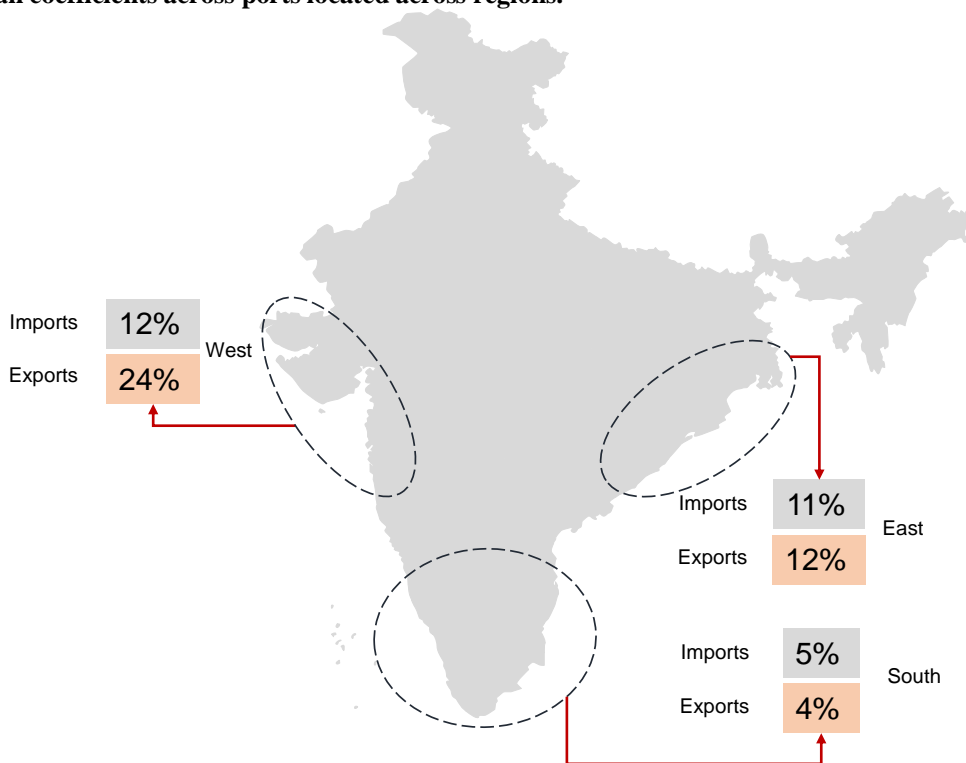 coefficients across ports located across regions.
Imports 12%
West
Exports 24%
Imports 11%
East
Exports 12%
Imports 5%
South
Exports 4%